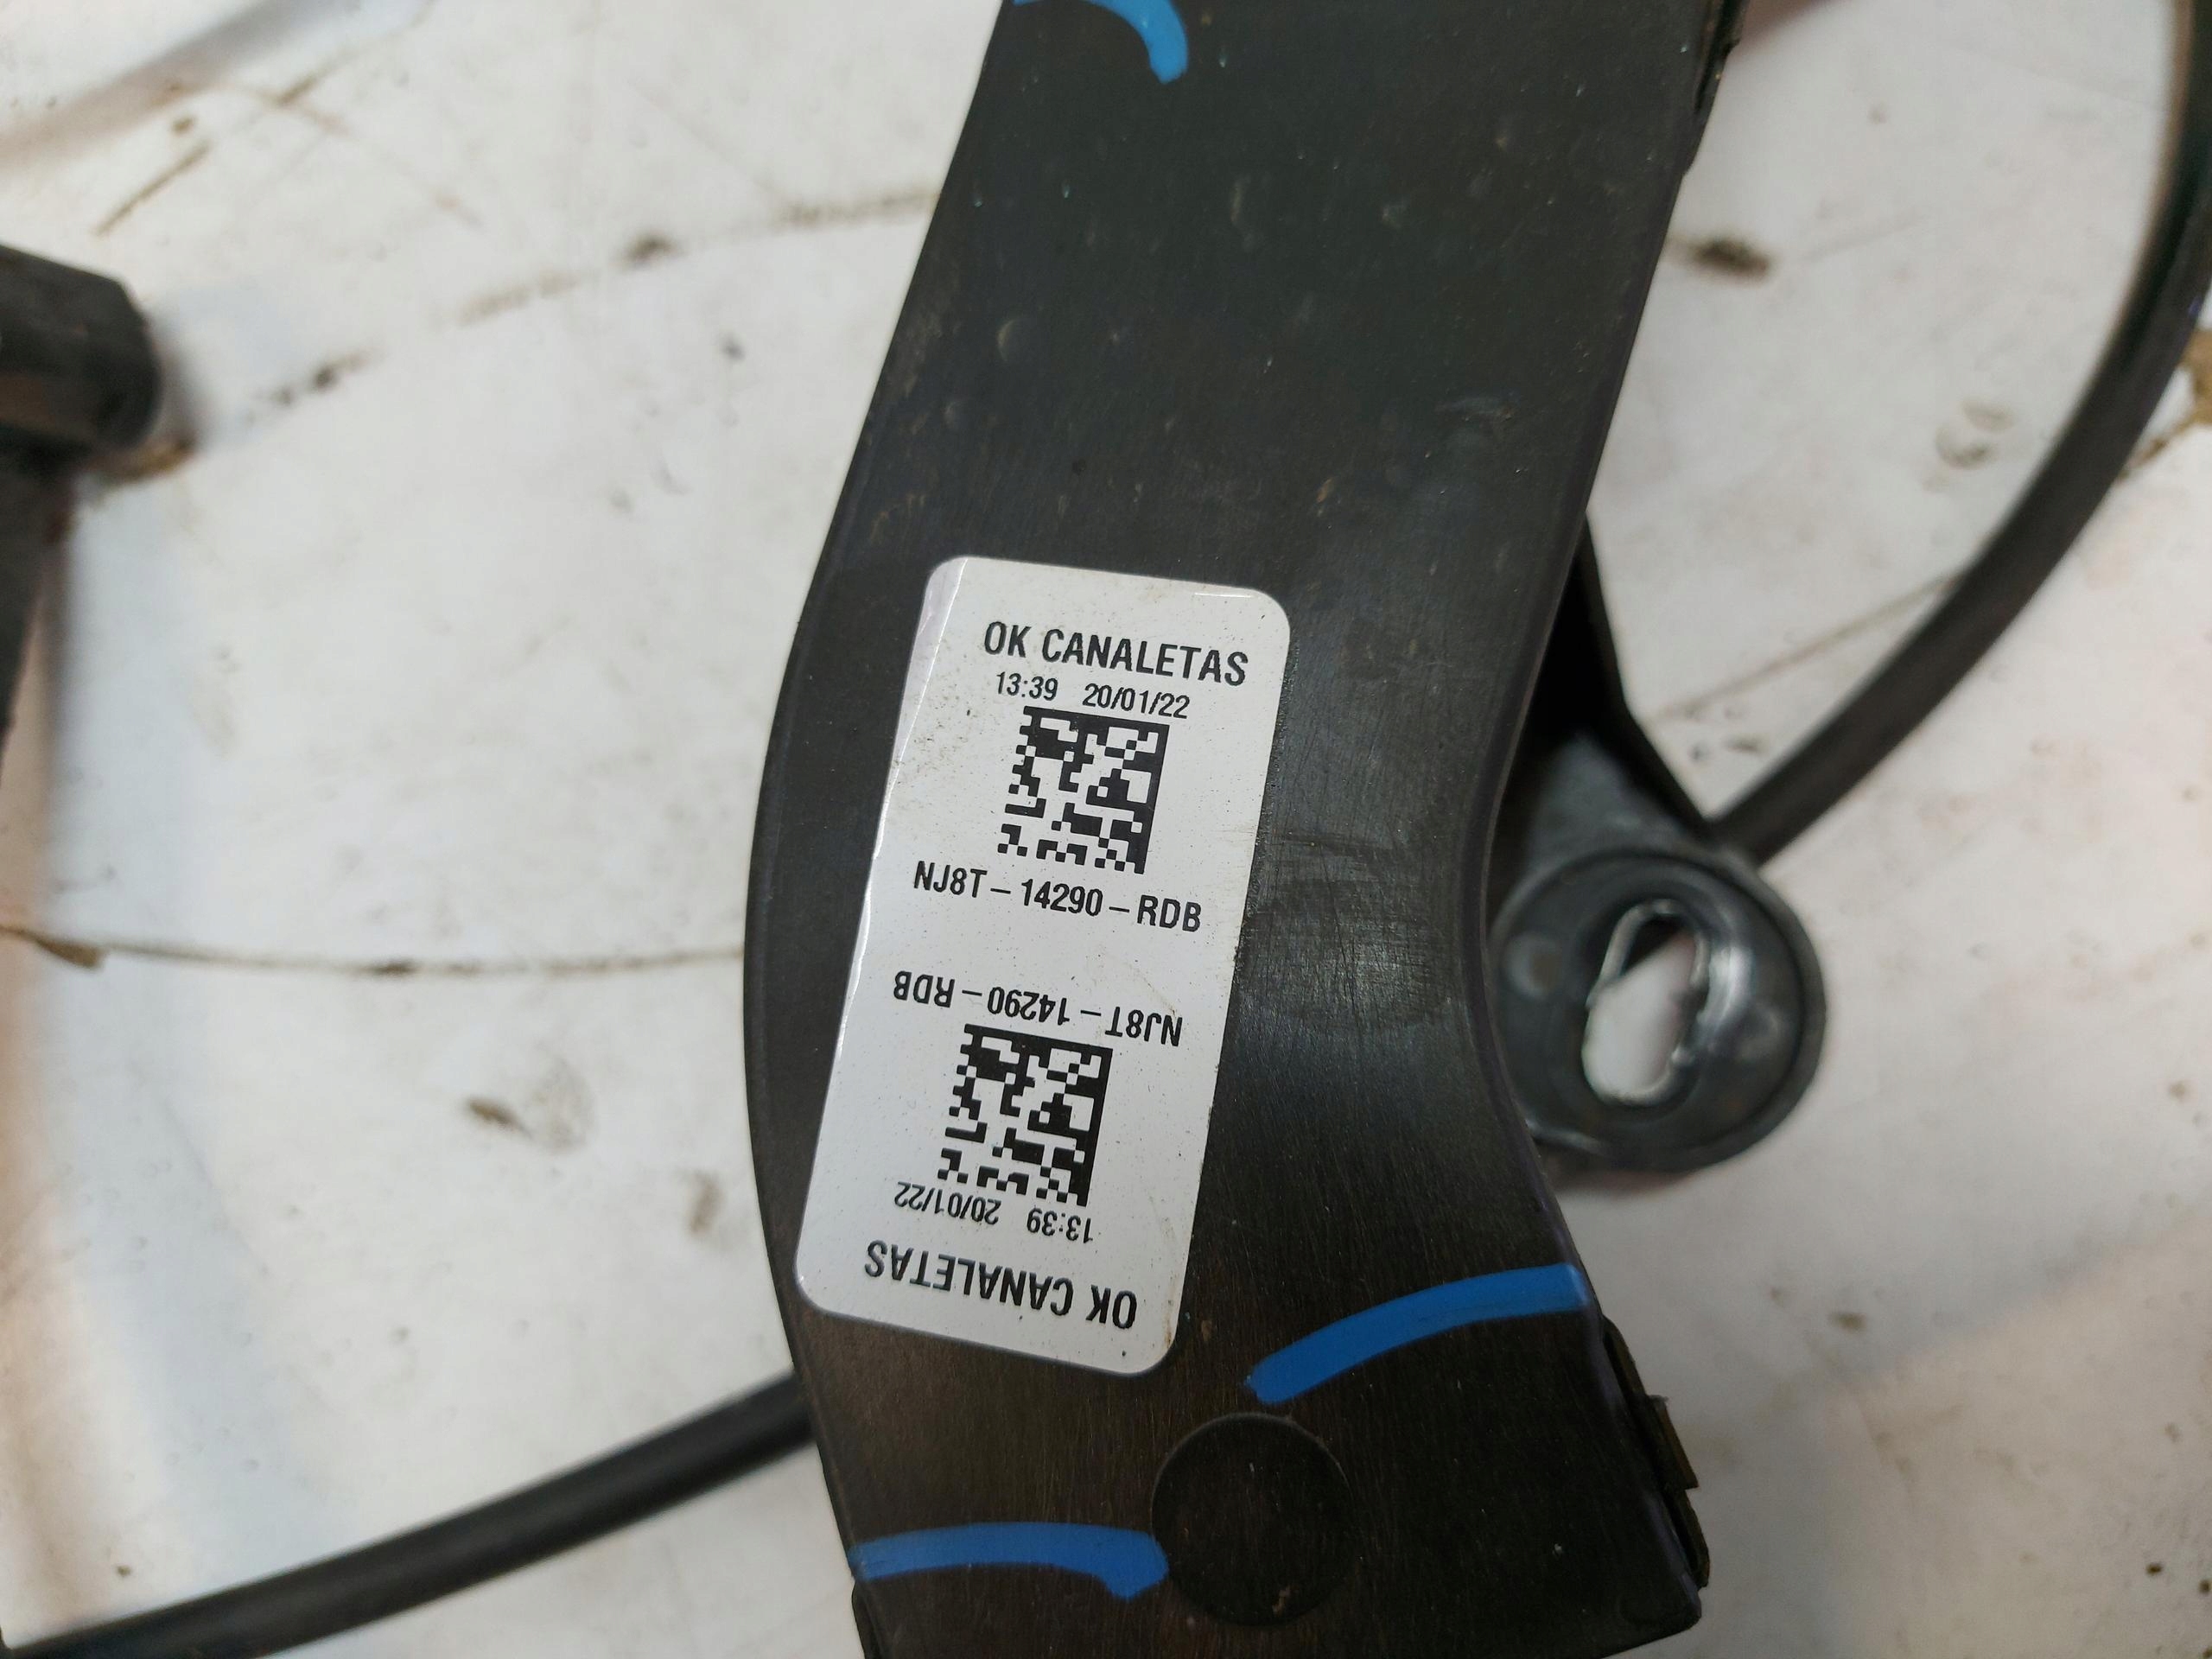 OK CANALETAS
13:39 20/01/22
NJ8T-14290-RDB
NJ8T-14290-RDB
13:39 20/01/22
OK CANALETAS